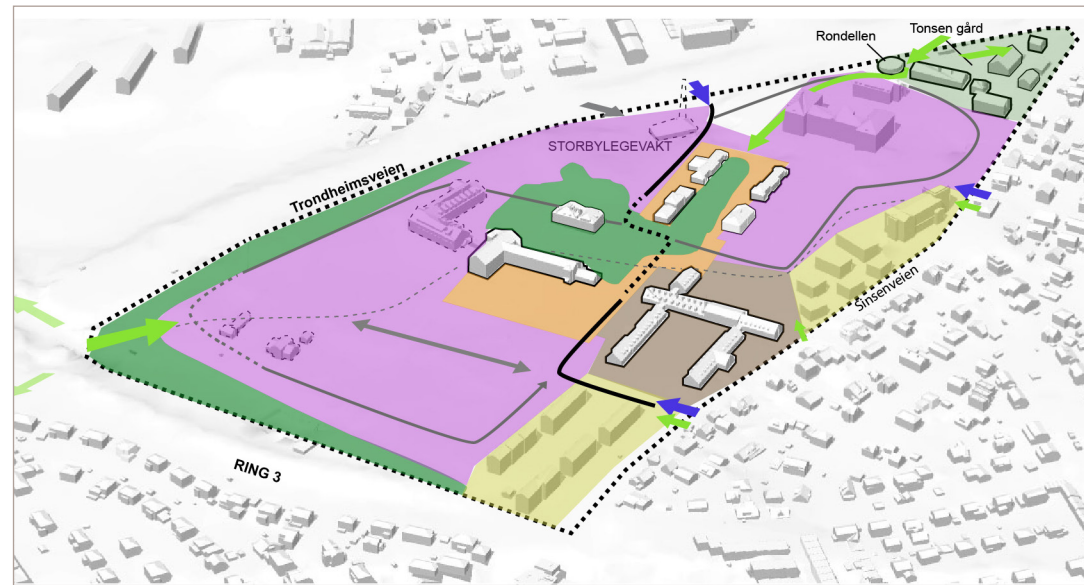 Tonsen gård
Rondellen
STORBYLEGEVAKT
Trondheimsveien
Sinsenveien
RING 3